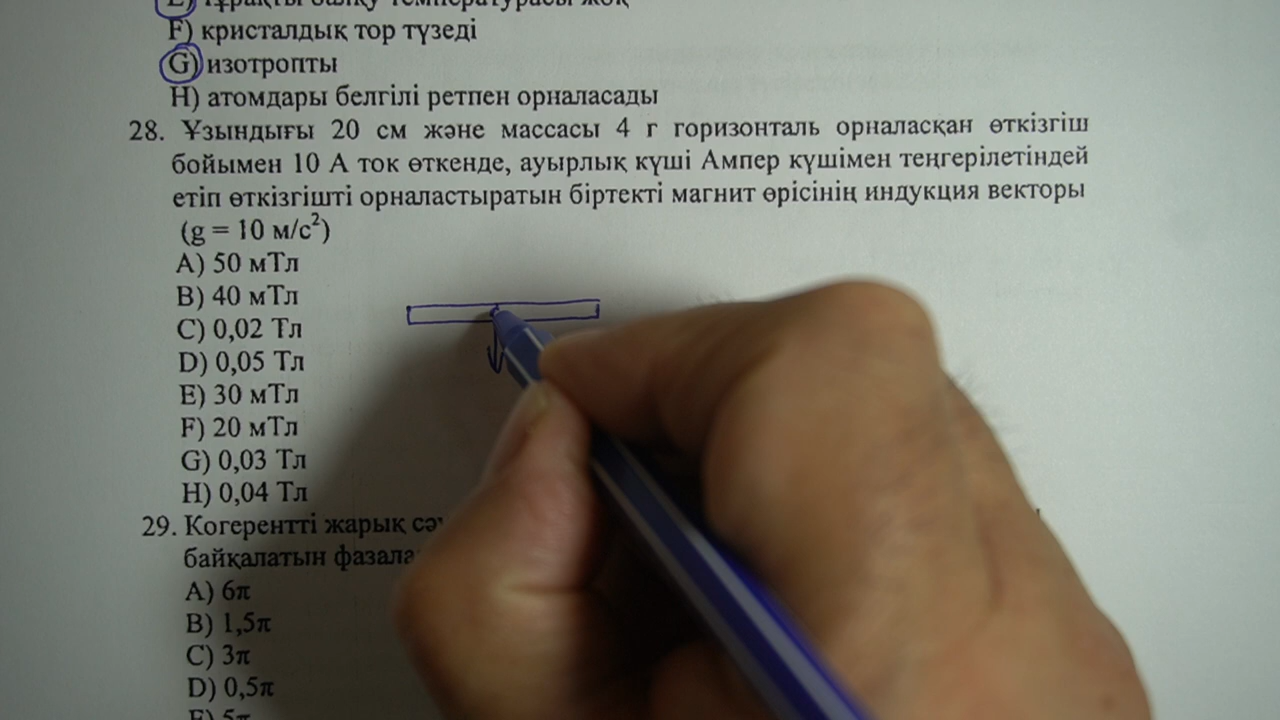 F) кристалдық тор түзеді
G) изотропты
H) атомдары белгілі ретпен орналасады
28. Ұзындығы 20 см және массасы 4 г горизонталь орналасқан өткізгіш
бойымен 10 А ток өткенде, ауырлық күші Ампер күшімен теңгерілетіндей
етіп өткізгішті орналастыратын біртекті магнит өрісінің индукция векторы
(g = 10 м/с²)
A) 50 мТл
B) 40 мТл
C) 0,02 Тл
D) 0,05 Тл
E) 30 мТл
F) 20 мТл
G) 0,03 Тл
H) 0,04 Тл
29. Когерентті жарық
байқалатын
A) 6π
B) 1,5π
C) 3π
D) 0,5π